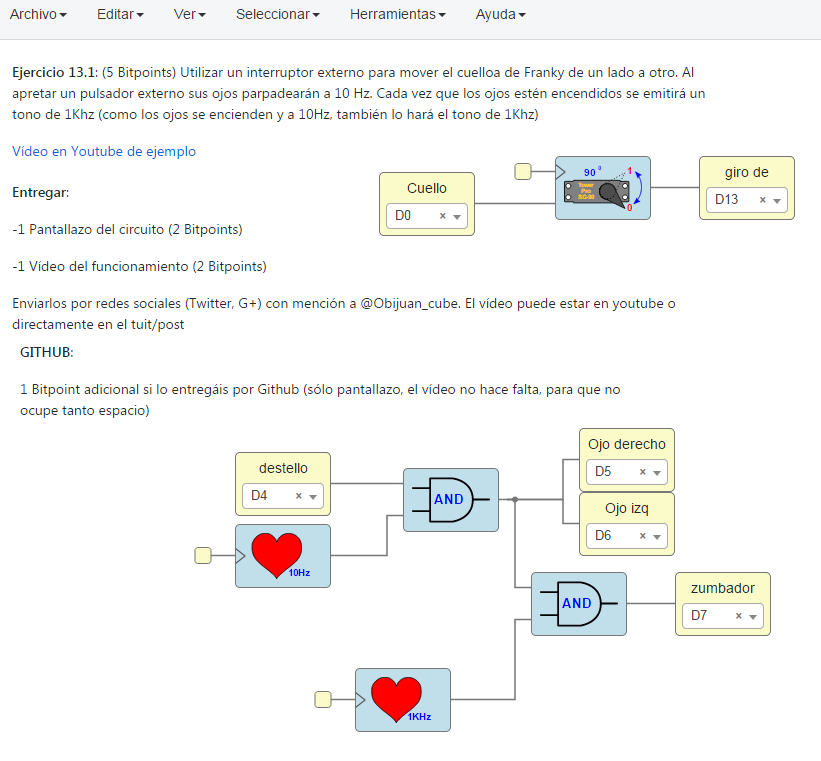 Archivo Editar Ver Seleccionar Herramientas Ayuda
Ejercicio 13.1: (5 Bitpoints) Utilizar un interruptor externo para mover el cuelloa de Franky de un lado a otro. Al
apretar un pulsador externo sus ojos parpadearán a 10 Hz. Cada vez que los ojos estén encendidos se emitirá un
tono de 1Khz (como los ojos se encienden y a 10Hz, también lo hará el tono de 1Khz)
Vídeo en Youtube de ejemplo
Entregar:
-1 Pantallazo del circuito (2 Bitpoints)
-1 Vídeo del funcionamiento (2 Bitpoints)
Enviarlos por redes sociales (Twitter, G+) con mención a @Obijuan_cube. El vídeo puede estar en youtube o
directamente en el tuit/post
GITHUB:
1 Bitpoint adicional si lo entregáis por Github (sólo pantallazo, el vídeo no hace falta, para que no
ocupe tanto espacio)
Cuello
D0 ×
90 º
1
Tower
Pro
SG-90
0
giro de
D13 ×
destello
D4 ×
10Hz
AND
Ojo derecho
D5 ×
Ojo izq
D6 ×
AND
zumbador
D7 ×
1KHz